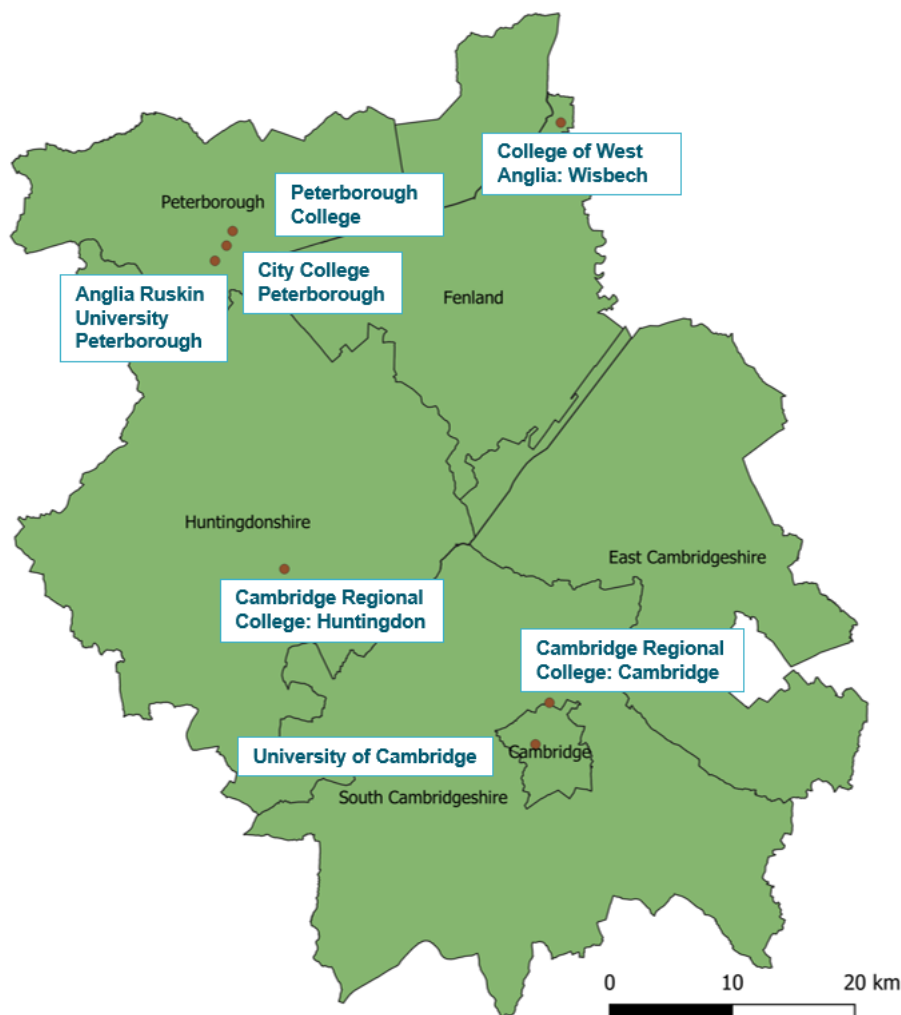 College of West
Anglia: Wisbech
Peterborough
Peterborough
College
City College
Peterborough
Anglia Ruskin
University
Peterborough
Fenland
Huntingdonshire
East Cambridgeshire
Cambridge Regional
College: Huntingdon
Cambridge Regional
College: Cambridge
University of Cambridge
Cambridge
South Cambridgeshire
0 10 20 km